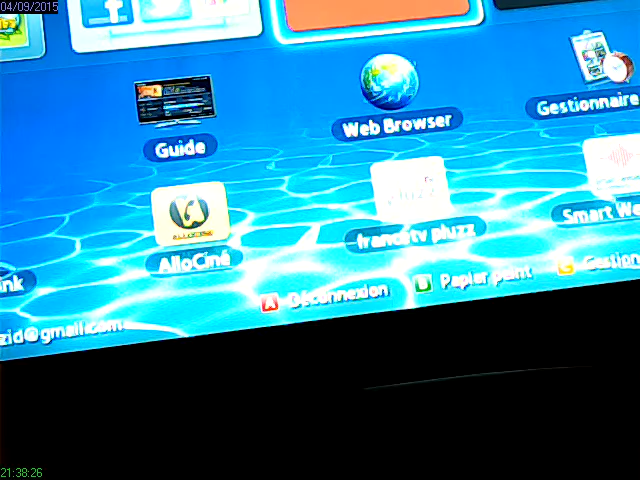 04/09/2015
Guide
Web Browser
Gestionnaire
AlloCiné
francetv pluzz
Smart We
ink
A Déconnexion
B Papier peint
C Gestion
zid@gmail.com
21:38:26